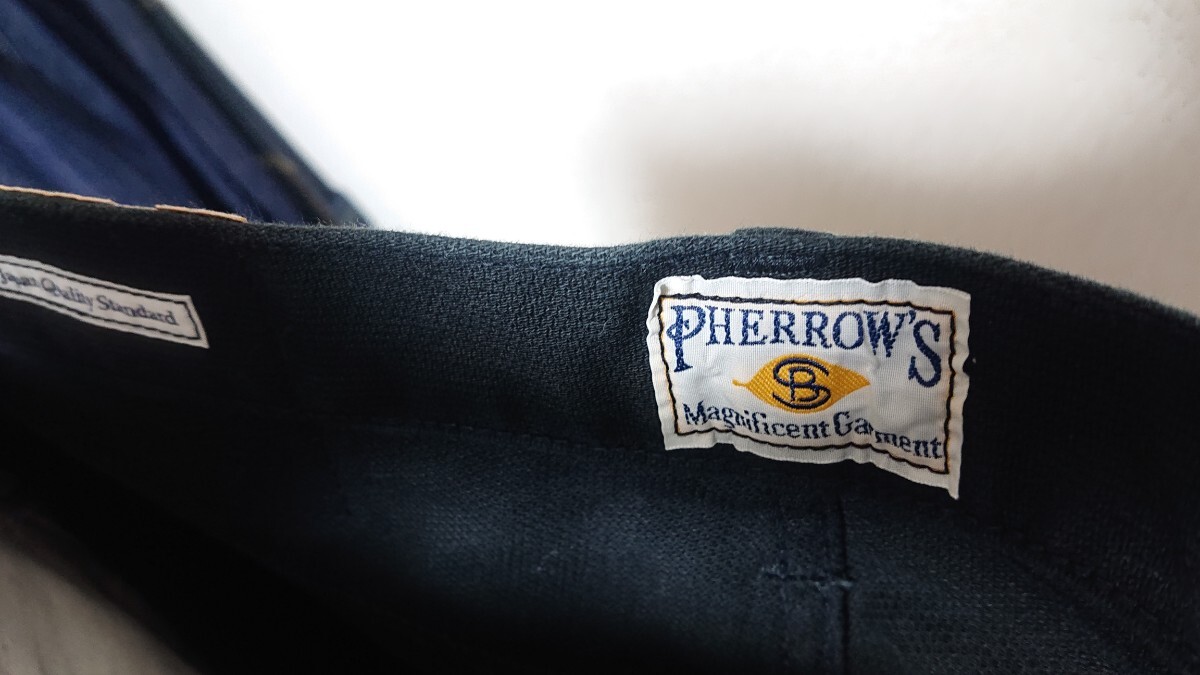 Japan Quality Standard
PHERROW'S
SB
Magnificent Garment